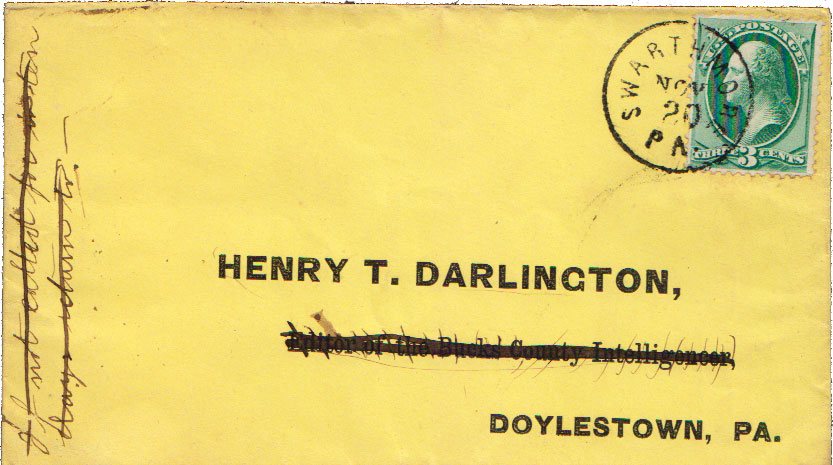 U.S. POSTAGE
THREE 3 CENTS
SWARTHMORE
NOV
20
PA
HENRY T. DARLINGTON,
Editor of the Bucks County Intelligencer,
DOYLESTOWN, PA.
If not called for in
days return to